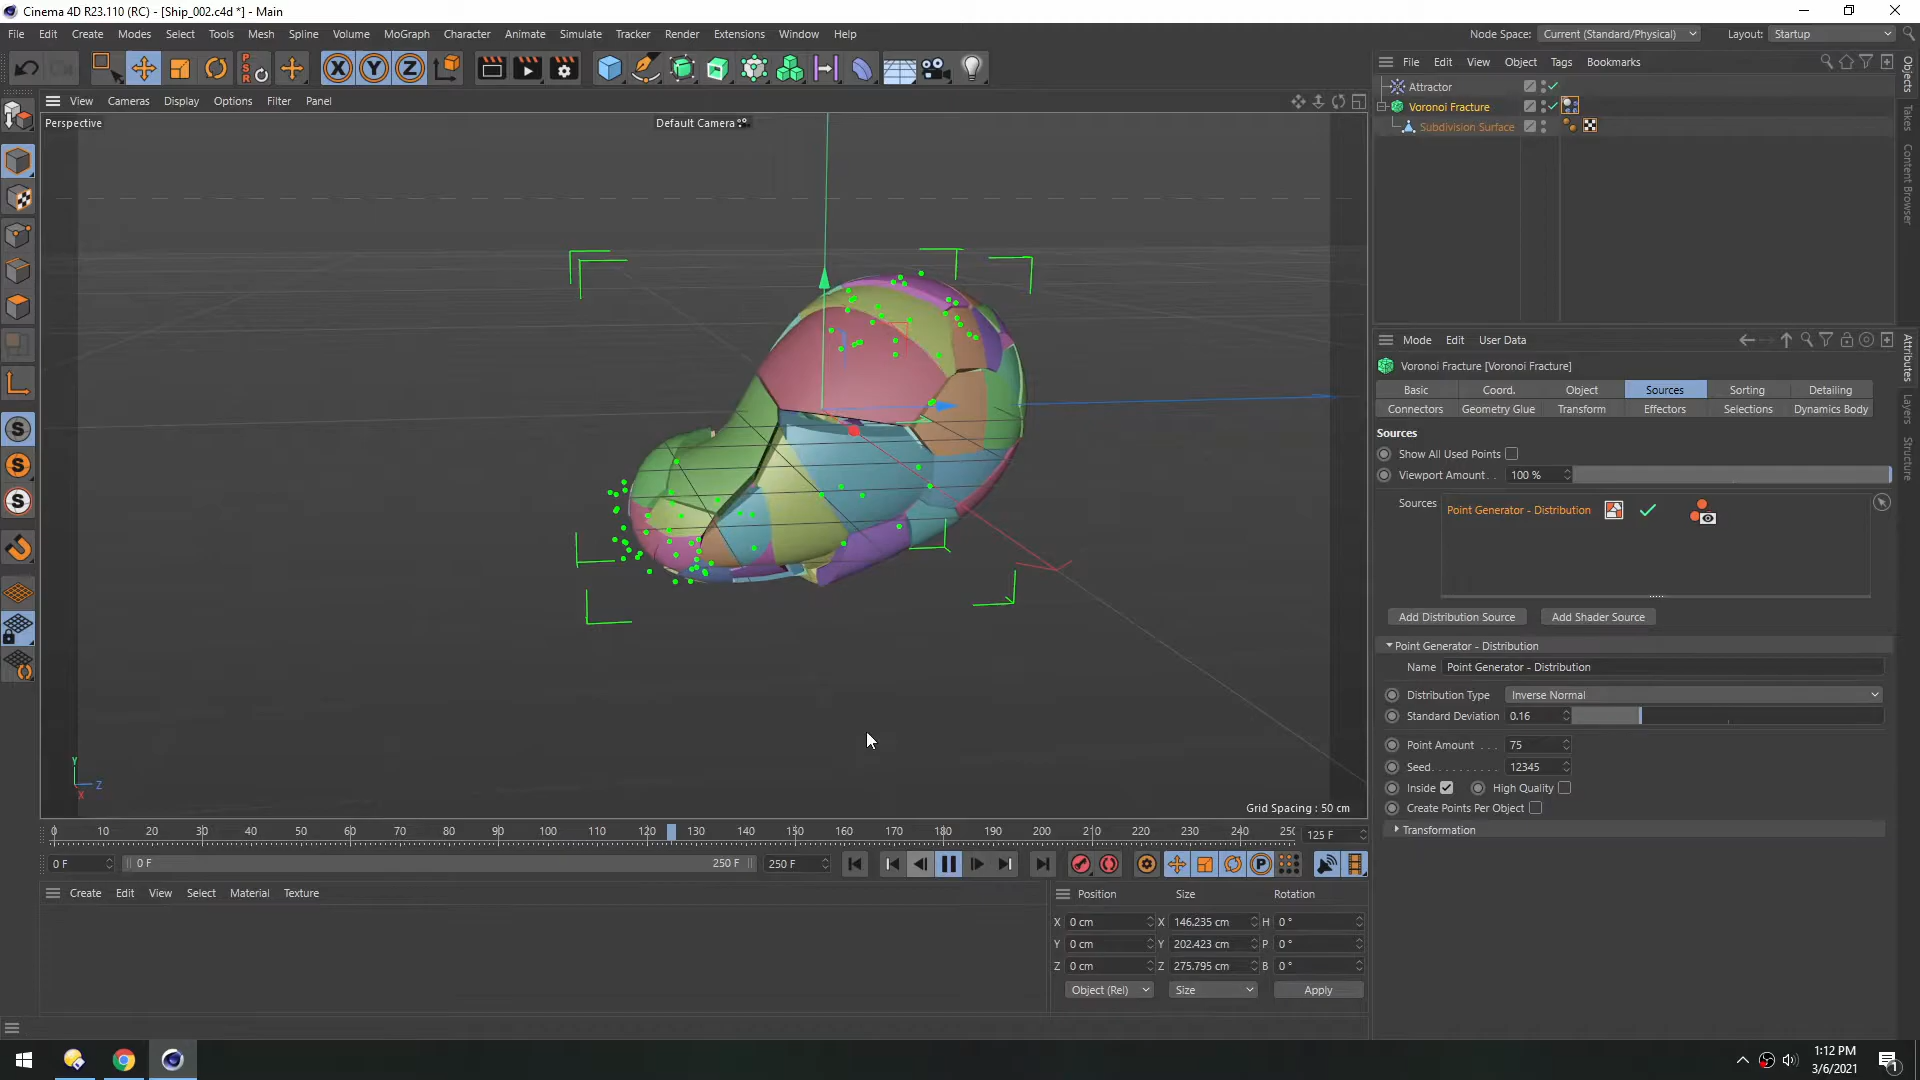 Cinema 4D R23.110 (RC) - [Ship_002.c4d *] - Main
File Edit Create Modes Select Tools Mesh Spline Volume MoGraph Character Animate Simulate Tracker Render Extensions Window Help
Node Space: Current (Standard/Physical) Layout: Startup
PSR X Y Z
View Cameras Display Options Filter Panel
File Edit View Object Tags Bookmarks
Perspective
Default Camera
Attractor
Voronoi Fracture
Subdivision Surface
Objects
Takes
Content Browser
Mode Edit User Data
Voronoi Fracture [Voronoi Fracture]
Basic Coord. Object Sources Sorting Detailing
Connectors Geometry Glue Transform Effectors Selections Dynamics Body
Attributes
Layers
Structure
Sources
Show All Used Points
Viewport Amount . . 100 %
Sources Point Generator - Distribution
Add Distribution Source Add Shader Source
Point Generator - Distribution
Name Point Generator - Distribution
Distribution Type Inverse Normal
Standard Deviation 0.16
Point Amount . . . 75
Seed. . . . . . . . . . 12345
Inside High Quality
Create Points Per Object
Transformation
Y Z X
Grid Spacing : 50 cm
0 10 20 30 40 50 60 70 80 90 100 110 120 130 140 150 160 170 180 190 200 210 220 230 240 250 125 F
0 F 0 F 250 F 250 F
Create Edit View Select Material Texture
Position Size Rotation
X 0 cm X 146.235 cm H 0 °
Y 0 cm Y 202.423 cm P 0 °
Z 0 cm Z 275.795 cm B 0 °
Object (Rel) Size Apply
1:12 PM
3/6/2021
1